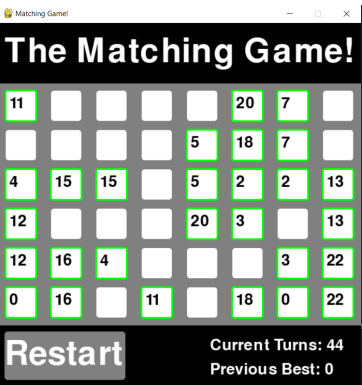 Matching Game!
The Matching Game!
11 20 7
5 18 7
4 15 15 5 2 2 13
12 20 3 13
12 16 4 3 22
0 16 11 18 0 22
Restart
Current Turns: 44
Previous Best: 0